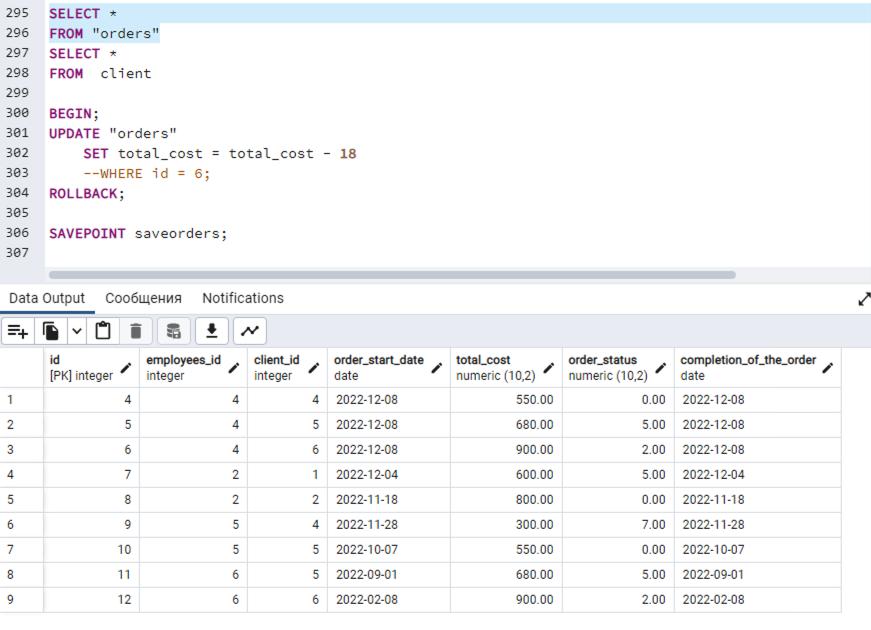 295 SELECT *
296 FROM "orders"
297 SELECT *
298 FROM  client
299
300 BEGIN;
301 UPDATE "orders"
302     SET total_cost = total_cost - 18
303     --WHERE id = 6;
304 ROLLBACK;
305
306 SAVEPOINT saveorders;
307
Data Output Сообщения Notifications
id employees_id client_id order_start_date total_cost order_status completion_of_the_order
[PK] integer integer integer date numeric (10,2) numeric (10,2) date
1 4 4 4 2022-12-08 550.00 0.00 2022-12-08
2 5 4 5 2022-12-08 680.00 5.00 2022-12-08
3 6 4 6 2022-12-08 900.00 2.00 2022-12-08
4 7 2 1 2022-12-04 600.00 5.00 2022-12-04
5 8 2 2 2022-11-18 800.00 0.00 2022-11-18
6 9 5 4 2022-11-28 300.00 7.00 2022-11-28
7 10 5 5 2022-10-07 550.00 0.00 2022-10-07
8 11 6 5 2022-09-01 680.00 5.00 2022-09-01
9 12 6 6 2022-02-08 900.00 2.00 2022-02-08